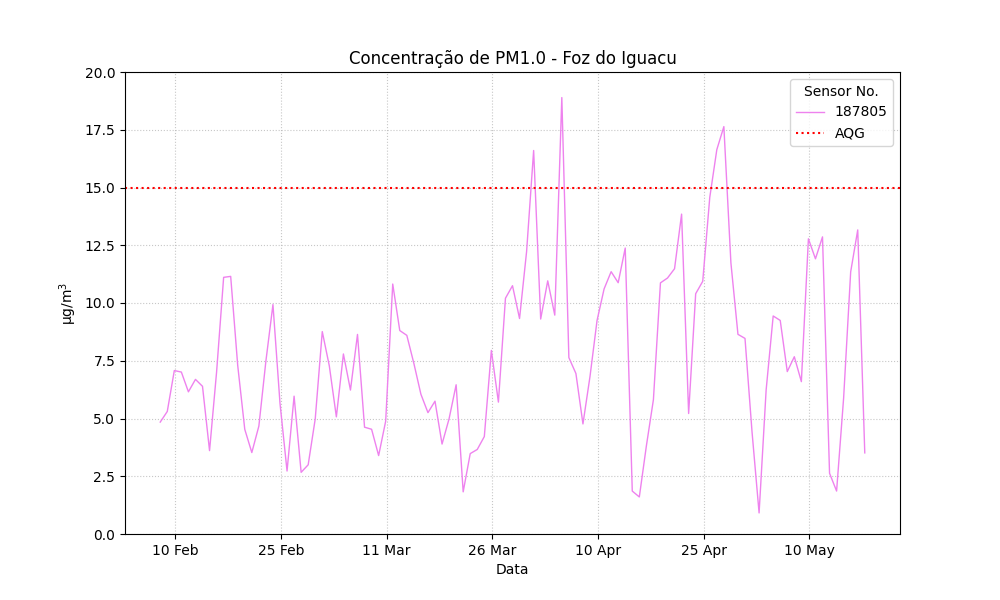 Concentração de PM1.0 - Foz do Iguacu
Sensor No.
187805
AQG
µg/m³
20.0
17.5
15.0
12.5
10.0
7.5
5.0
2.5
0.0
10 Feb
25 Feb
11 Mar
26 Mar
10 Apr
25 Apr
10 May
Data